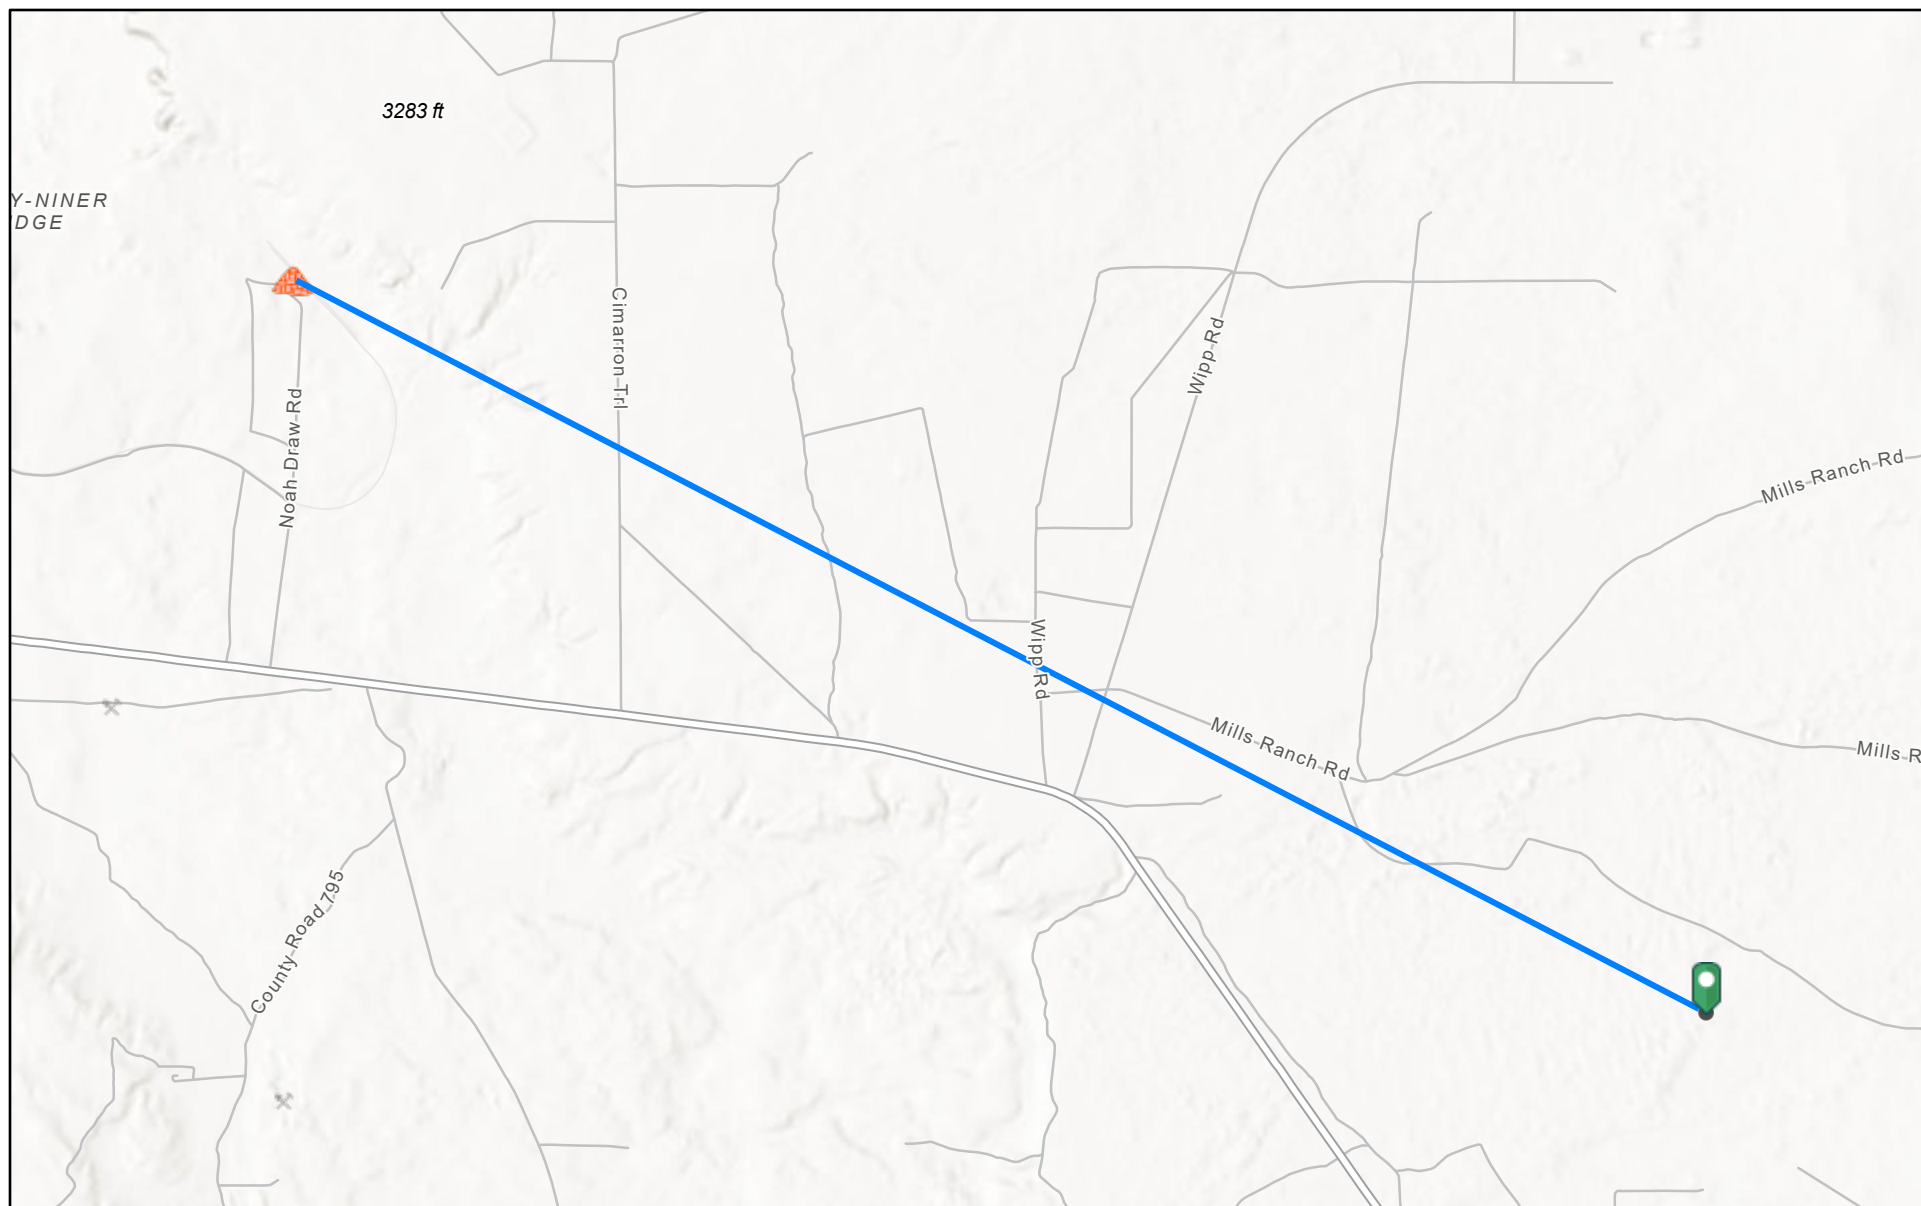 3283 ft
Y-NINER
IDGE
Cimarron Trl
Wipp Rd
Noah Draw Rd
Mills Ranch Rd
Wipp Rd
Mills Ranch Rd
Mills R
County Road 795